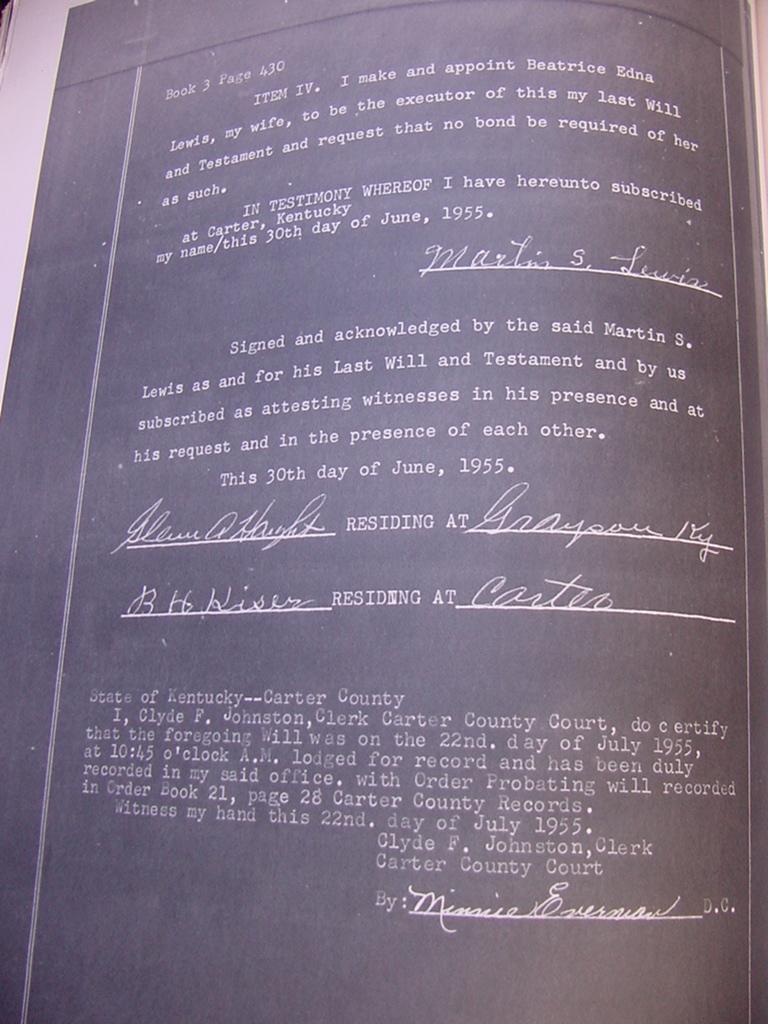 Book 3 Page 430
ITEM IV. I make and appoint Beatrice Edna
Lewis, my wife, to be the executor of this my last Will
and Testament and request that no bond be required of her
as such.
IN TESTIMONY WHEREOF I have hereunto subscribed
at Carter, Kentucky
my name/this 30th day of June, 1955.
Martin S. Lewis
Signed and acknowledged by the said Martin S.
Lewis as and for his Last Will and Testament and by us
subscribed as attesting witnesses in his presence and at
his request and in the presence of each other.
This 30th day of June, 1955.
RESIDING AT Grayson Ky
B H Kiser RESIDNNG AT Carter
State of Kentucky--Carter County
I, Clyde F. Johnston,Clerk Carter County Court, do certify
that the foregoing Will was on the 22nd. day of July 1955,
at 10:45 o'clock A.M. lodged for record and has been duly
recorded in my said office. with Order Probating will recorded
in Order Book 21, page 28 Carter County Records.
Witness my hand this 22nd. day of July 1955.
Clyde F. Johnston,Clerk
Carter County Court
By: Minnie Everman D.C.